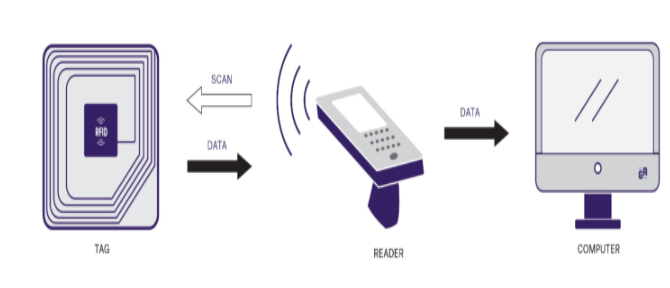 SCAN
DATA
DATA
RFID
TAG
READER
COMPUTER